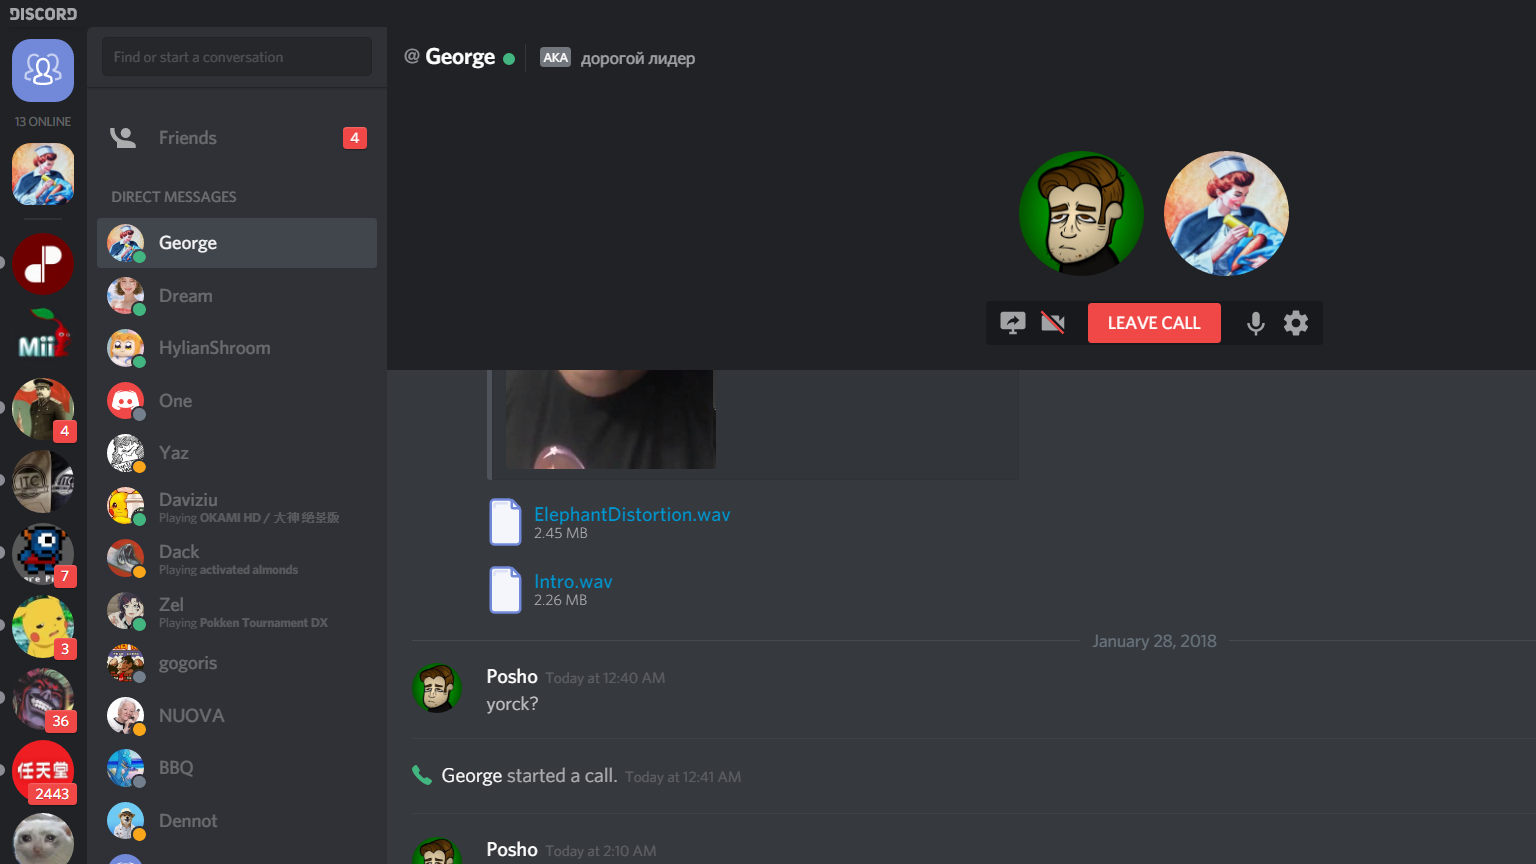 DISCORD
13 ONLINE
Mii
4
ITC
7
3
36
任天堂
2443
Find or start a conversation
Friends
4
DIRECT MESSAGES
George
Dream
HylianShroom
One
Yaz
Daviziu
Playing OKAMI HD / 大神 绝景版
Dack
Playing activated almonds
Zel
Playing Pokken Tournament DX
gogoris
NUOVA
BBQ
Dennot
@ George
AKA дорогой лидер
LEAVE CALL
ElephantDistortion.wav
2.45 MB
Intro.wav
2.26 MB
January 28, 2018
Posho Today at 12:40 AM
yorck?
George started a call. Today at 12:41 AM
Posho Today at 2:10 AM